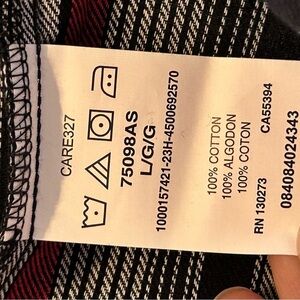 CARE327
75098AS
L/G/G
1000157421-23H-4500692570
100% COTTON
100% ALGODON
100% COTON
RN 130273
CA55394
084084024343